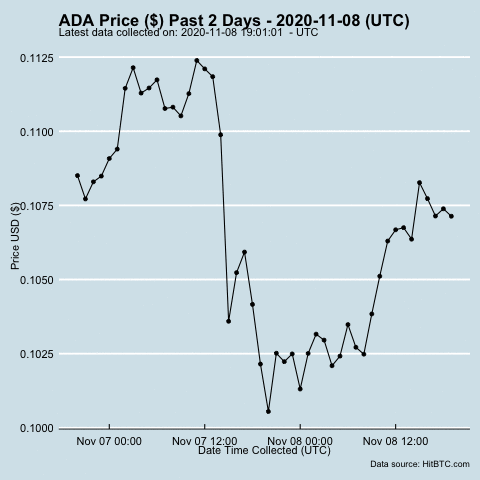 ADA Price ($) Past 2 Days - 2020-11-08 (UTC)
Latest data collected on: 2020-11-08 19:01:01 - UTC
0.1125
0.1100
0.1075
0.1050
0.1025
0.1000
Price USD ($)
Nov 07 00:00 Nov 07 12:00 Nov 08 00:00 Nov 08 12:00
Date Time Collected (UTC)
Data source: HitBTC.com